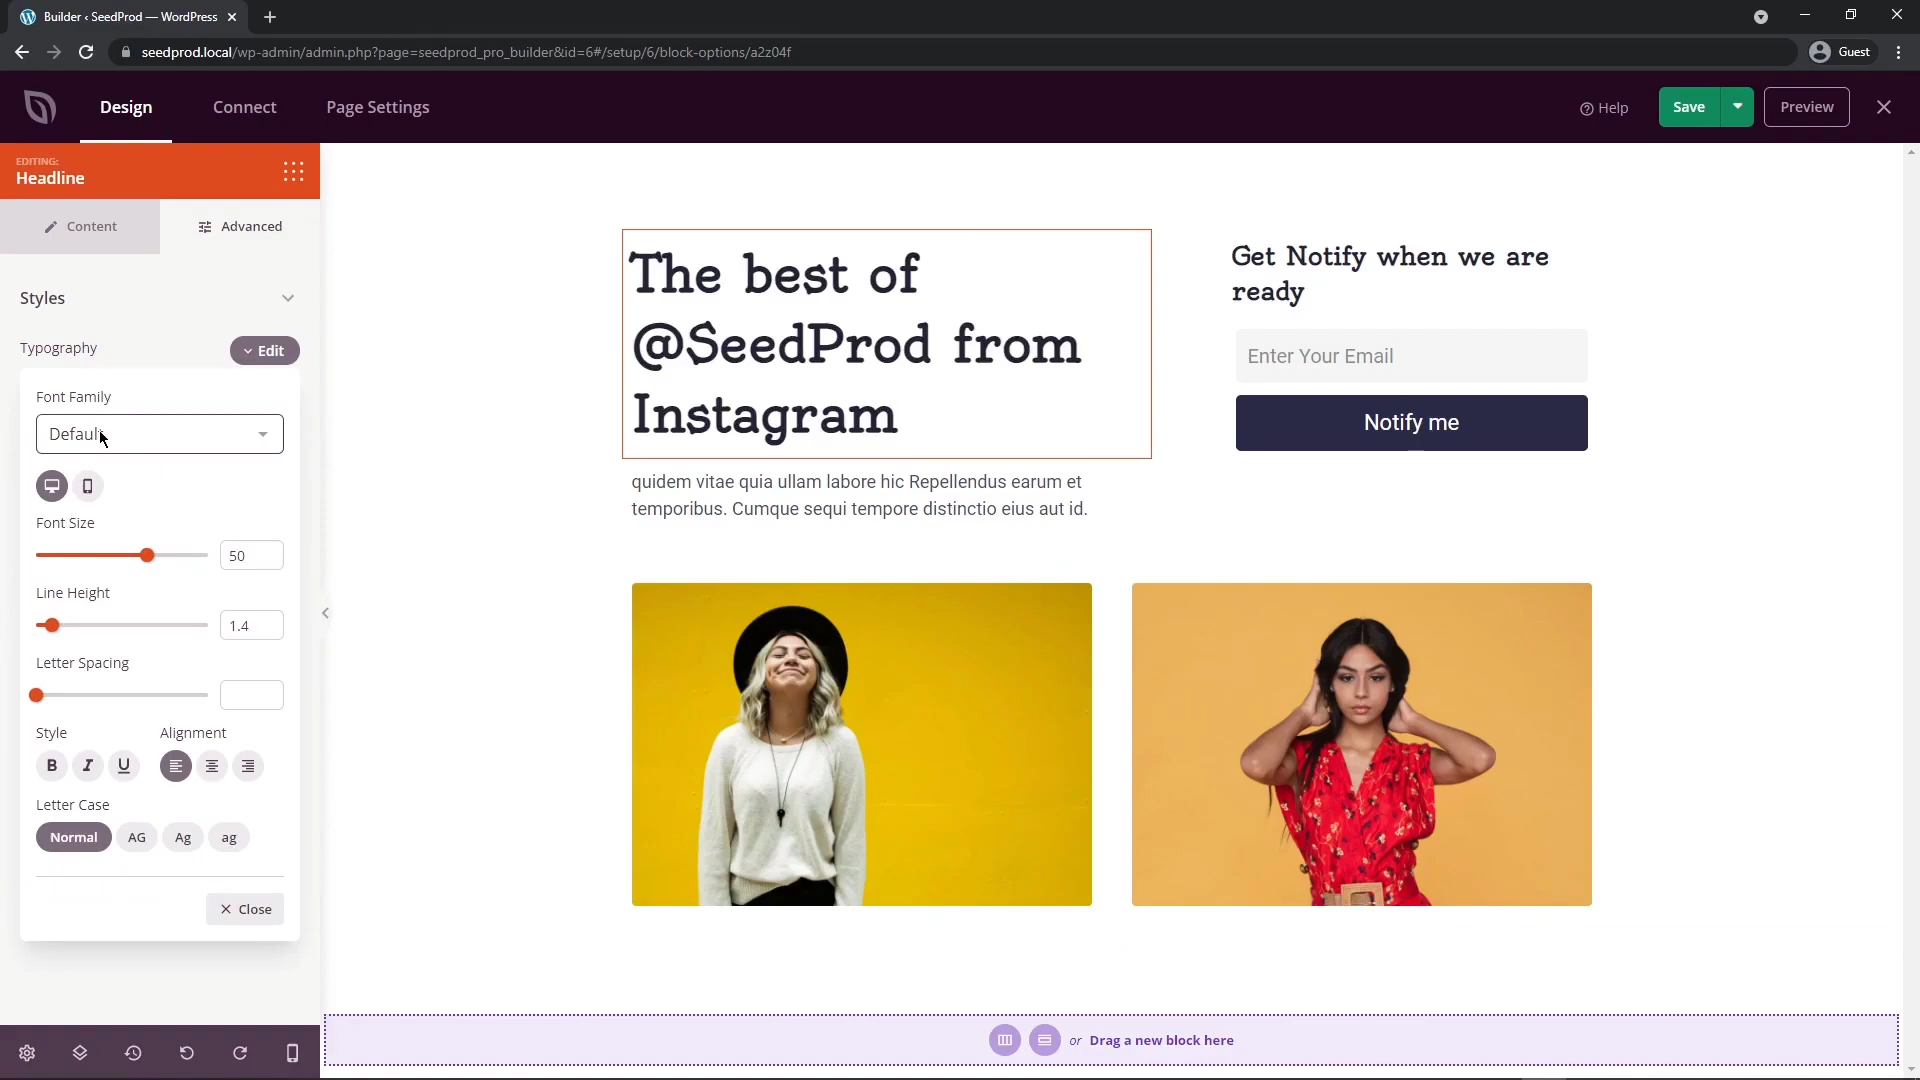 Builder ‹ SeedProd — WordPress
seedprod.local/wp-admin/admin.php?page=seedprod_pro_builder&id=6#/setup/6/block-options/a2z04f
Guest
Design
Connect
Page Settings
Help
Save
Preview
EDITING:
Headline
Content
Advanced
Styles
Typography
Edit
Font Family
Default
Font Size
50
Line Height
1.4
Letter Spacing
Style
Alignment
B
I
U
Letter Case
Normal
AG
Ag
ag
Close
The best of
@SeedProd from
Instagram
quidem vitae quia ullam labore hic Repellendus earum et
temporibus. Cumque sequi tempore distinctio eius aut id.
Get Notify when we are
ready
Enter Your Email
Notify me
or Drag a new block here